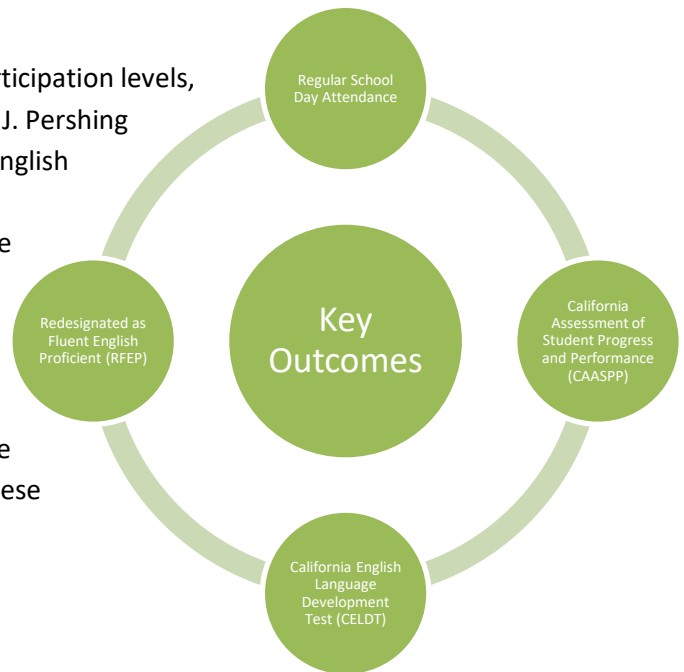 rticipation levels,
J. Pershing
nglish
e
e
ese
Regular School
Day Attendance
California
Assessment of
Student Progress
and Performance
(CAASPP)
California English
Language
Development
Test (CELDT)
Redesignated as
Fluent English
Proficient (RFEP)
Key
Outcomes